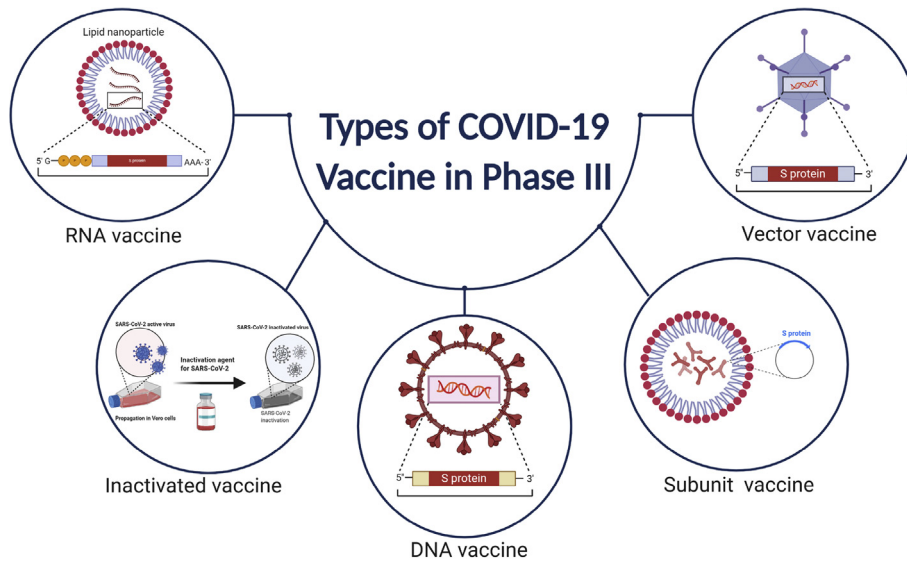 Types of COVID-19
Vaccine in Phase III
Lipid nanoparticle
5' G
S protein
AAA- 3'
RNA vaccine
5"
S protein
3'
Vector vaccine
SARS-CoV-2 active virus
Propagation in Vero cells
Inactivation agent
for SARS-CoV-2
SARS-CoV-2 inactivated virus
SARS-CoV-2
inactivation
Inactivated vaccine
5"
S protein
3'
DNA vaccine
S protein
Subunit vaccine